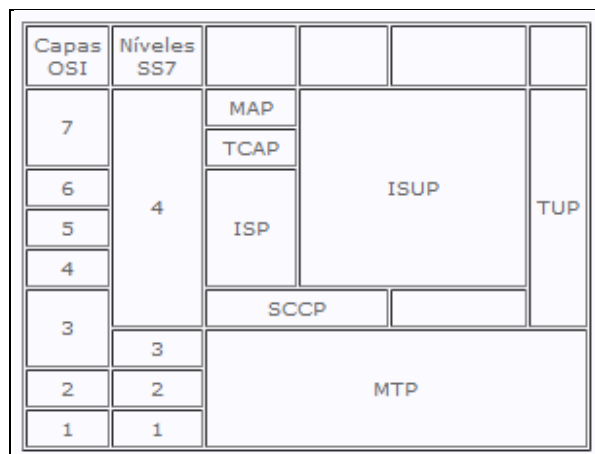 Capas
OSI
Níveles
SS7
7
4
MAP
ISUP
TUP
TCAP
6
ISP
5
4
3
SCCP
3
MTP
2
2
1
1